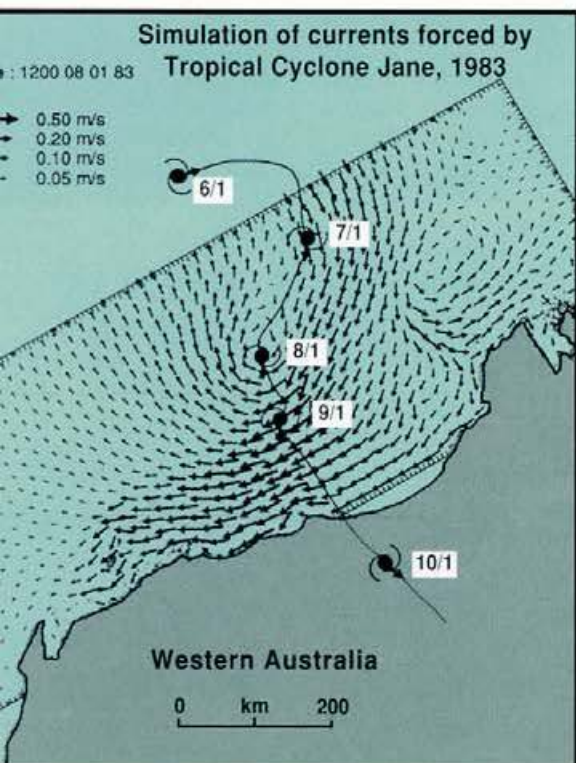 Simulation of currents forced by
Tropical Cyclone Jane, 1983
: 1200 08 01 83
0.50 m/s
0.20 m/s
0.10 m/s
0.05 m/s
6/1
7/1
8/1
9/1
10/1
Western Australia
0 km 200